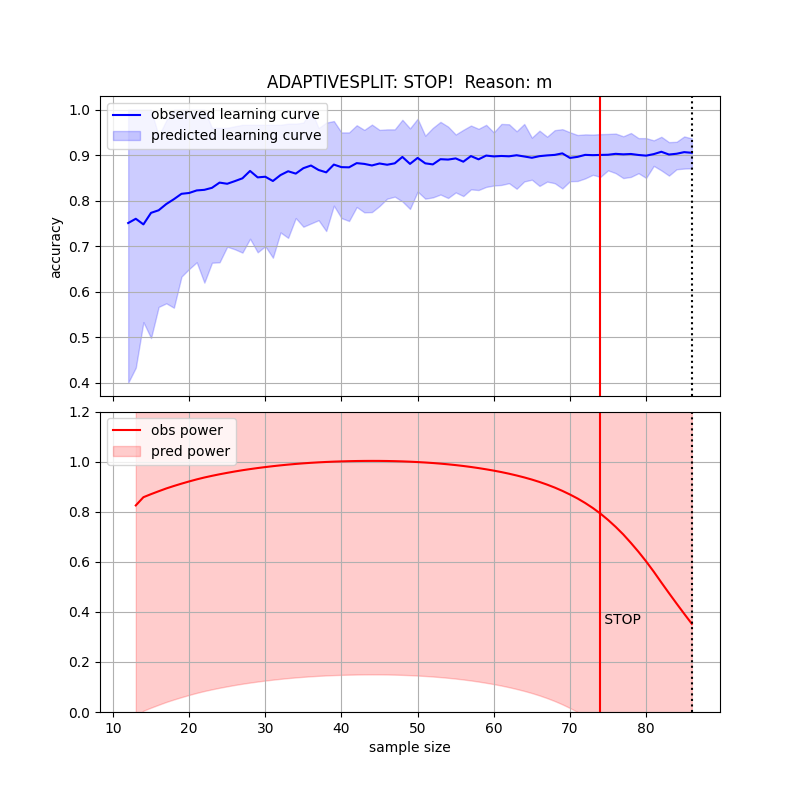 ADAPTIVESPLIT: STOP!  Reason: m
observed learning curve
predicted learning curve
1.0
0.9
0.8
0.7
0.6
0.5
0.4
accuracy
obs power
pred power
1.2
1.0
0.8
0.6
0.4
0.2
0.0
STOP
10 20 30 40 50 60 70 80
sample size